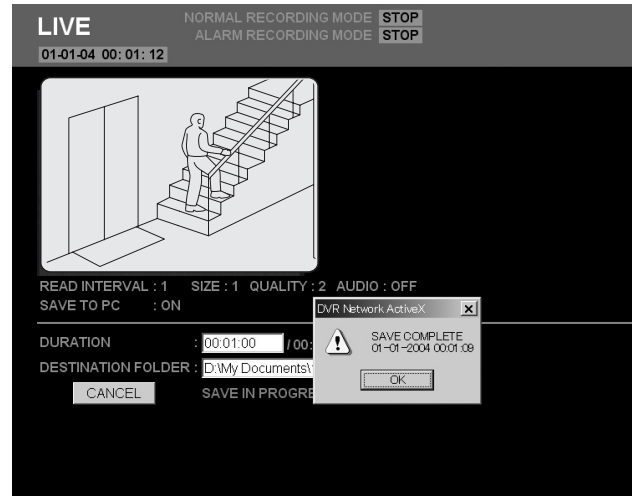 LIVE
NORMAL RECORDING MODE STOP
ALARM RECORDING MODE STOP
01-01-04 00:01:12
READ INTERVAL : 1 SIZE : 1 QUALITY : 2 AUDIO : OFF
SAVE TO PC : ON
DURATION : 00:01:00 / 00:
DESTINATION FOLDER : D:\My Documents\
CANCEL SAVE IN PROGRE
DVR Network ActiveX
SAVE COMPLETE
01-01-2004 00:01:09
OK